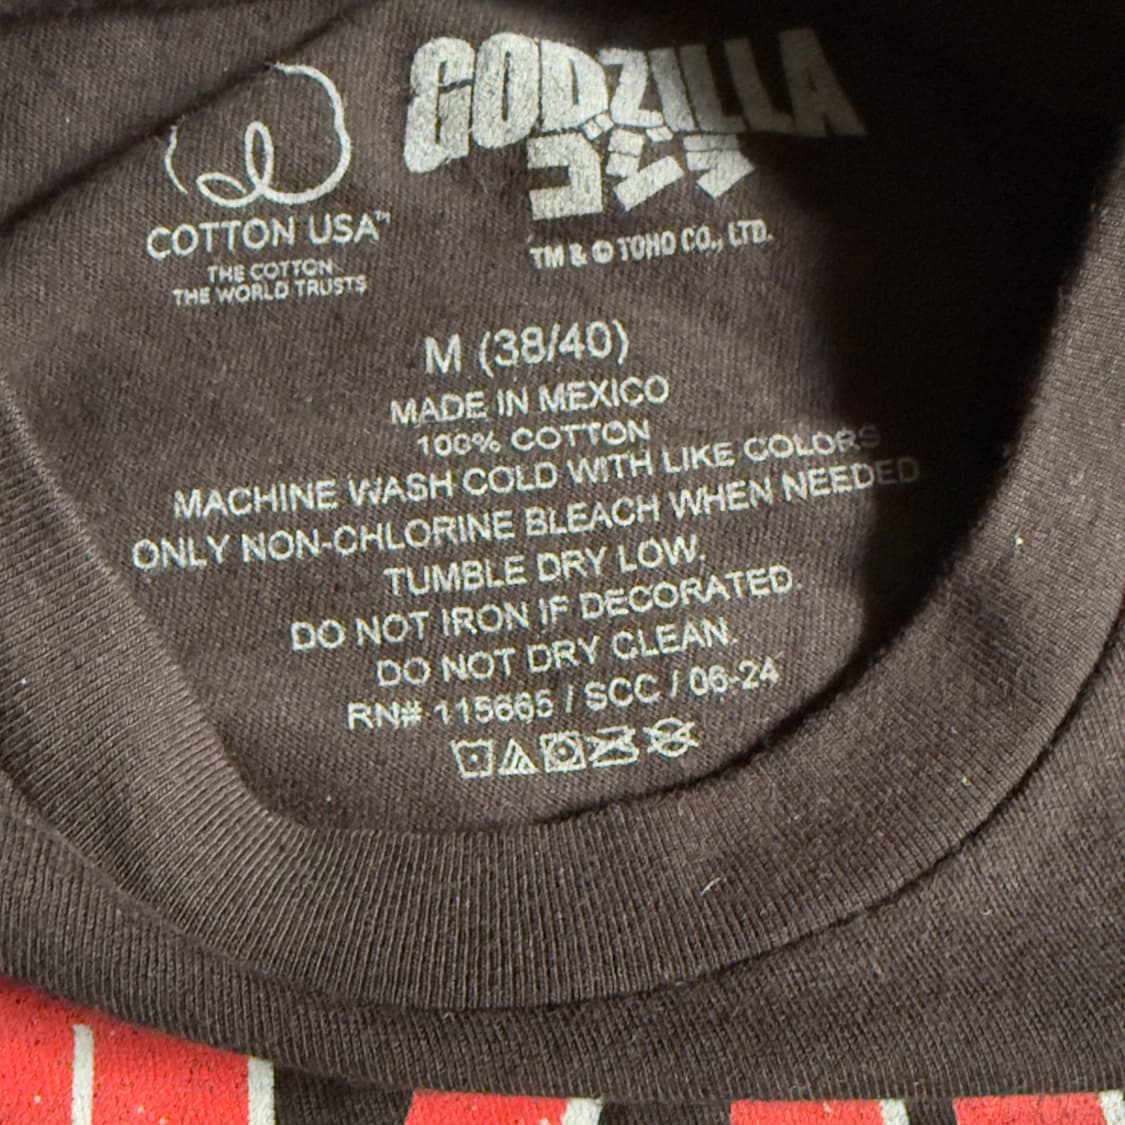 COTTON USA™
THE COTTON
THE WORLD TRUSTS
GODZILLA
ゴジラ
TM & © TOHO CO., LTD.
M (38/40)
MADE IN MEXICO
100% COTTON
MACHINE WASH COLD WITH LIKE COLORS
ONLY NON-CHLORINE BLEACH WHEN NEEDED
TUMBLE DRY LOW.
DO NOT IRON IF DECORATED.
DO NOT DRY CLEAN.
RN# 115665 / SCC / 06-24